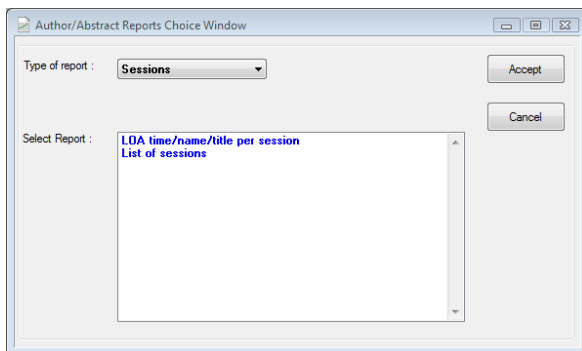 Author/Abstract Reports Choice Window
Type of report :
Sessions
Accept
Cancel
Select Report :
LOA time/name/title per session
List of sessions